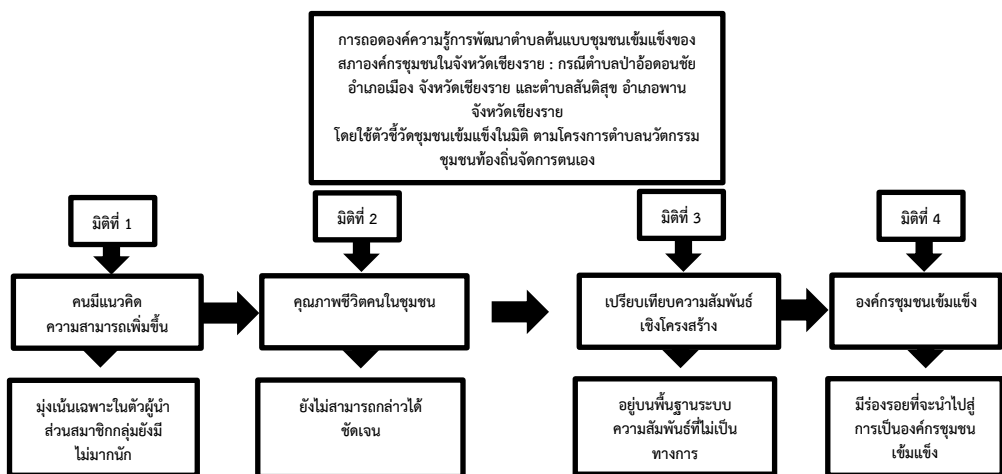 การถอดองค์ความรู้การพัฒนาตำบลต้นแบบชุมชนเข้มแข็งของ
สภาองค์กรชุมชนในจังหวัดเชียงราย : กรณีตำบลป่าอ้อดอนชัย
อำเภอเมือง จังหวัดเชียงราย และตำบลสันติสุข อำเภอพาน
จังหวัดเชียงราย
โดยใช้ตัวชี้วัดชุมชนเข้มแข็งในมิติ ตามโครงการตำบลนวัตกรรม
ชุมชนท้องถิ่นจัดการตนเอง
มิติที่ 1
มิติที่ 2
มิติที่ 3
มิติที่ 4
คนมีแนวคิด
ความสามารถเพิ่มขึ้น
คุณภาพชีวิตคนในชุมชน
เปรียบเทียบความสัมพันธ์
เชิงโครงสร้าง
องค์กรชุมชนเข้มแข็ง
มุ่งเน้นเฉพาะในตัวผู้นำ
ส่วนสมาชิกกลุ่มยังมี
ไม่มากนัก
ยังไม่สามารถกล่าวได้
ชัดเจน
อยู่บนพื้นฐานระบบ
ความสัมพันธ์ที่ไม่เป็น
ทางการ
มีร่องรอยที่จะนำไปสู่
การเป็นองค์กรชุมชน
เข้มแข็ง